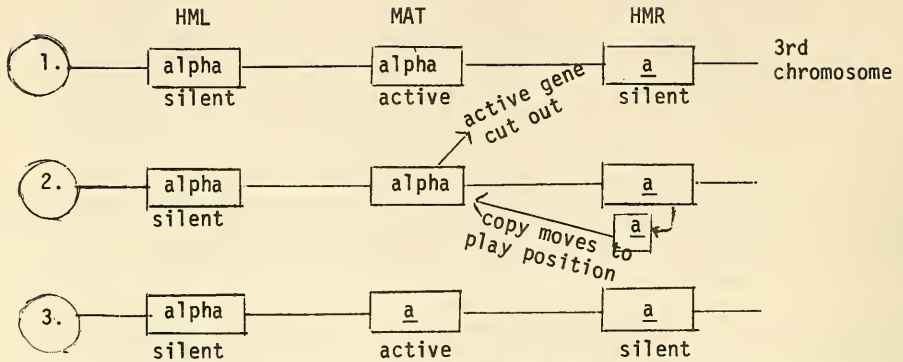 HML MAT HMR
1. alpha alpha a 3rd
chromosome
silent active silent
active gene
cut out
2. alpha alpha a
silent
a
copy moves to
play position
3. alpha a a
silent active silent